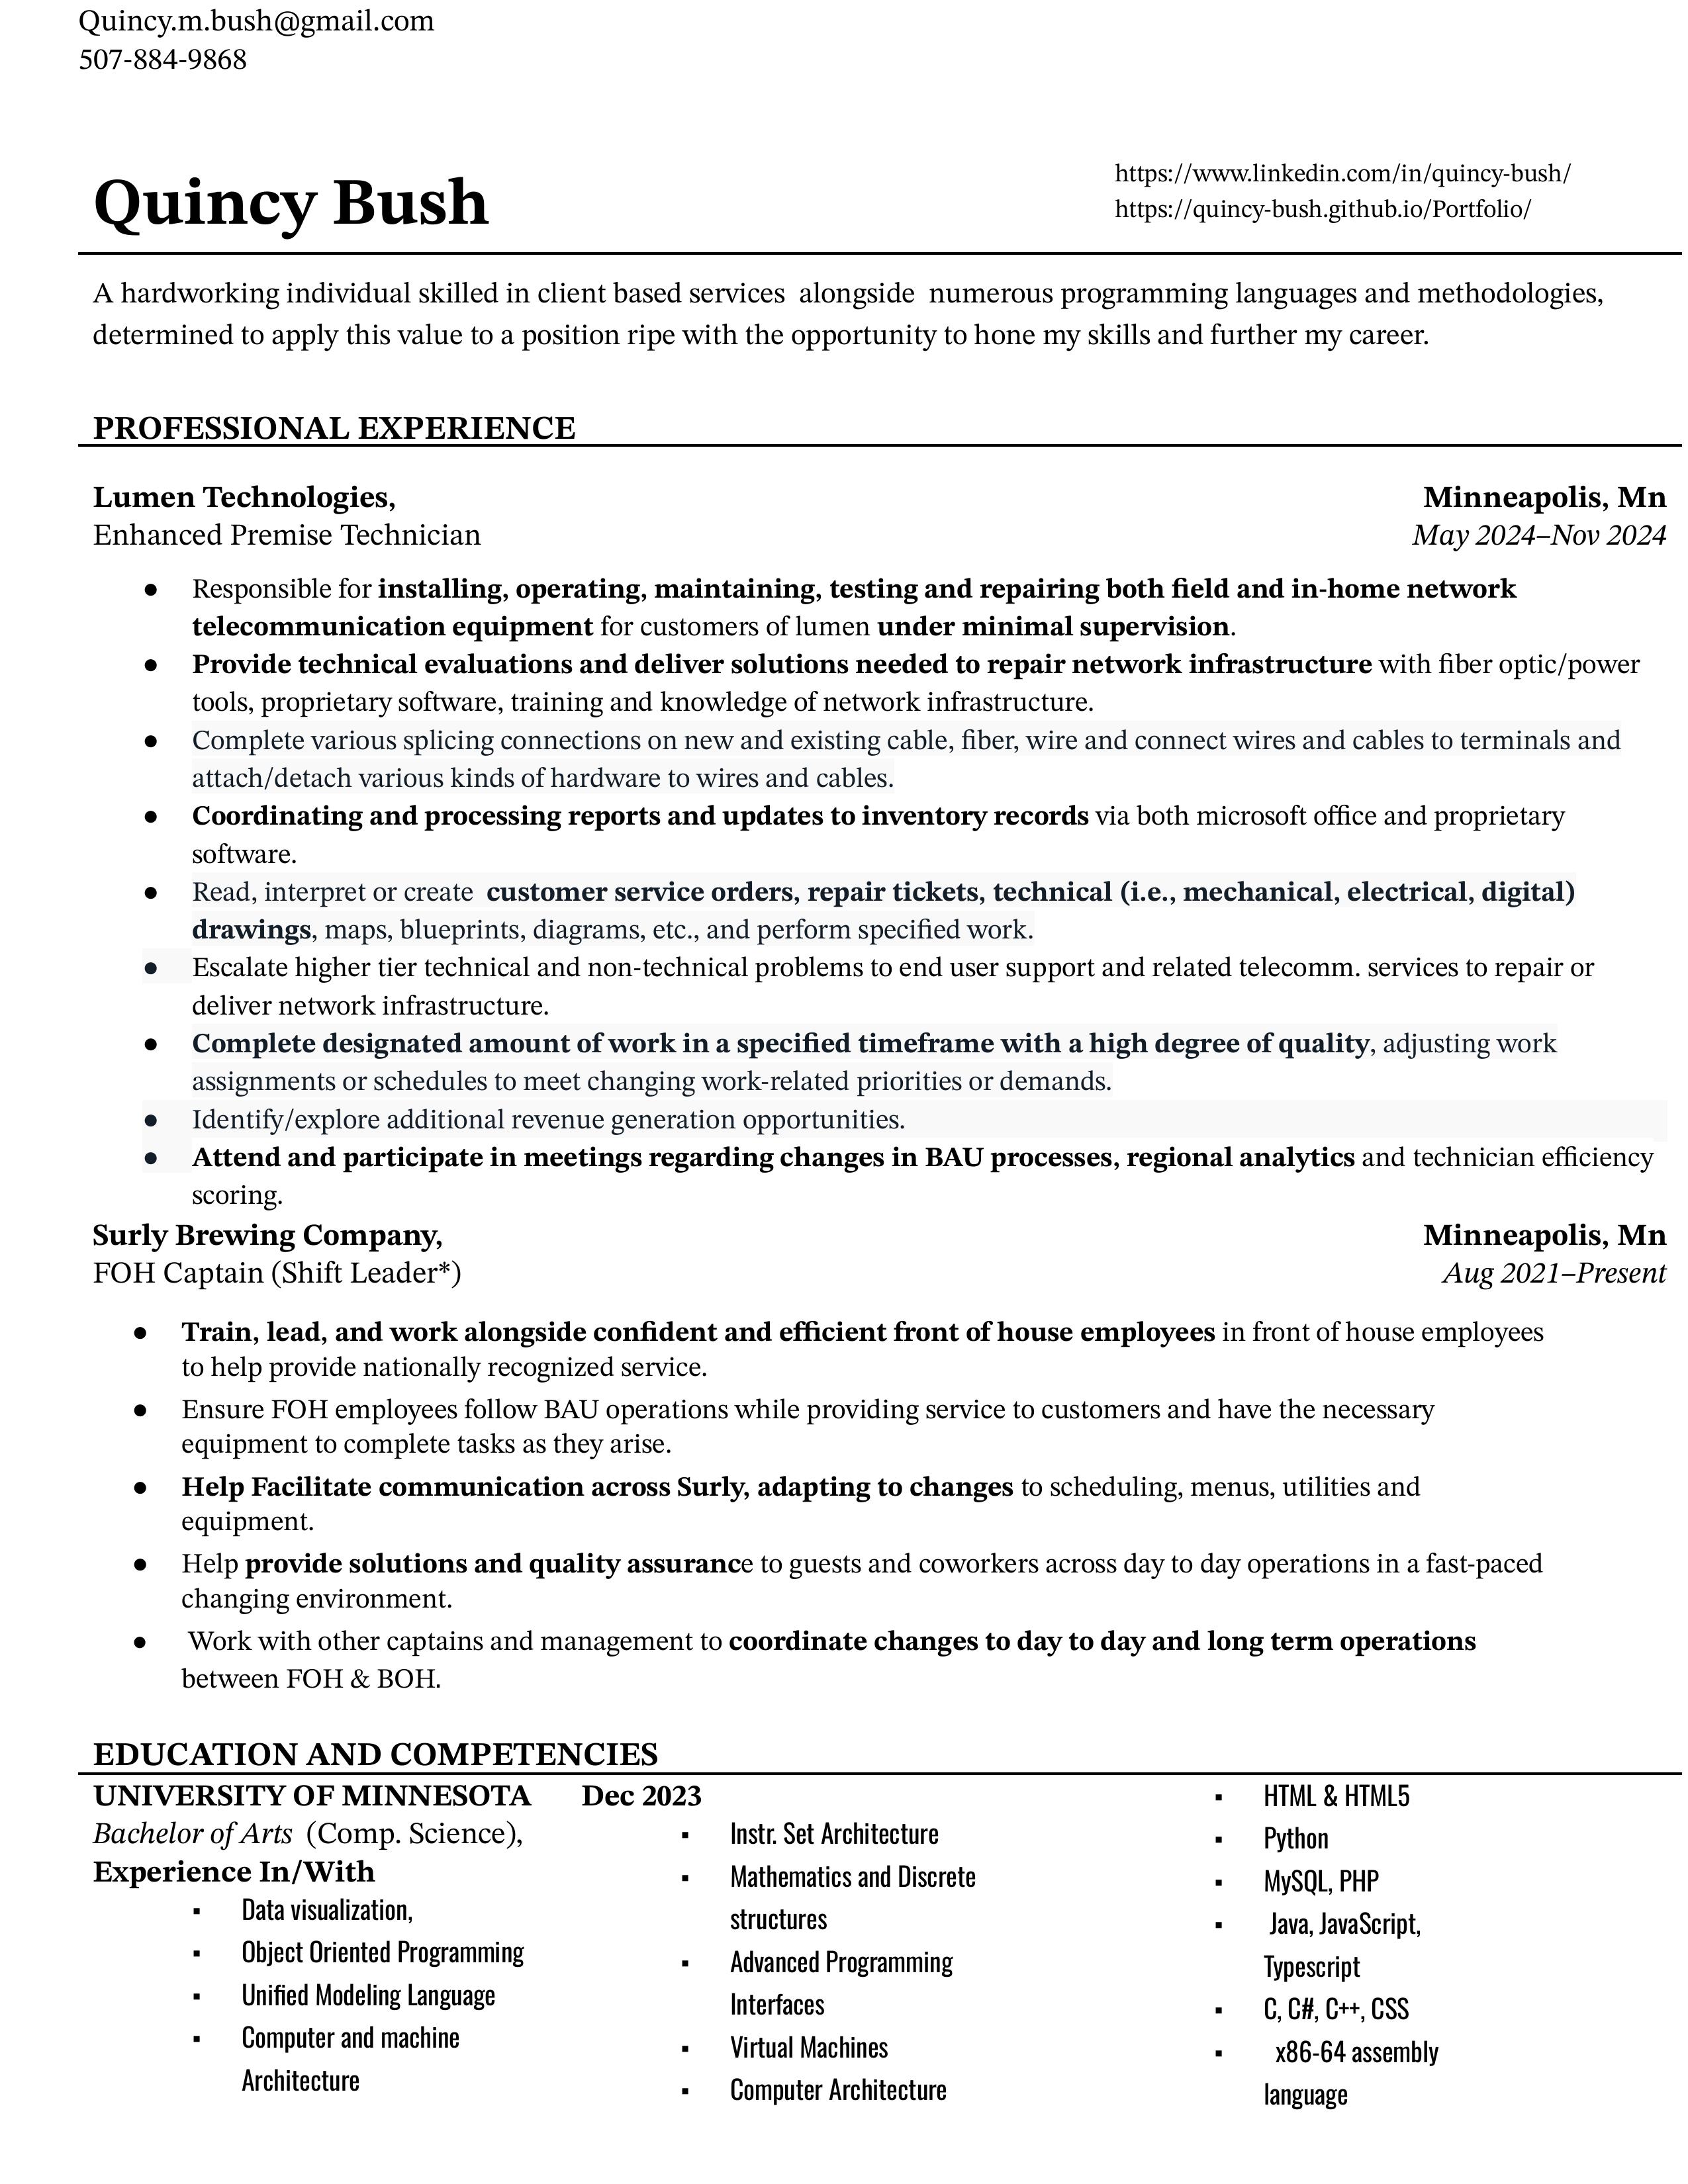 Quincy.m.bush@gmail.com
507-884-9868
Quincy Bush
https://www.linkedin.com/in/quincy-bush/
https://quincy-bush.github.io/Portfolio/
A hardworking individual skilled in client based services  alongside  numerous programming languages and methodologies,
determined to apply this value to a position ripe with the opportunity to hone my skills and further my career.
PROFESSIONAL EXPERIENCE
Lumen Technologies, Minneapolis, Mn
Enhanced Premise Technician May 2024–Nov 2024
● Responsible for installing, operating, maintaining, testing and repairing both field and in-home network
telecommunication equipment for customers of lumen under minimal supervision.
● Provide technical evaluations and deliver solutions needed to repair network infrastructure with fiber optic/power
tools, proprietary software, training and knowledge of network infrastructure.
● Complete various splicing connections on new and existing cable, fiber, wire and connect wires and cables to terminals and
attach/detach various kinds of hardware to wires and cables.
● Coordinating and processing reports and updates to inventory records via both microsoft office and proprietary
software.
● Read, interpret or create  customer service orders, repair tickets, technical (i.e., mechanical, electrical, digital)
drawings, maps, blueprints, diagrams, etc., and perform specified work.
● Escalate higher tier technical and non-technical problems to end user support and related telecomm. services to repair or
deliver network infrastructure.
● Complete designated amount of work in a specified timeframe with a high degree of quality, adjusting work
assignments or schedules to meet changing work-related priorities or demands.
● Identify/explore additional revenue generation opportunities.
● Attend and participate in meetings regarding changes in BAU processes, regional analytics and technician efficiency
scoring.
Surly Brewing Company, Minneapolis, Mn
FOH Captain (Shift Leader*) Aug 2021–Present
● Train, lead, and work alongside confident and efficient front of house employees in front of house employees
to help provide nationally recognized service.
● Ensure FOH employees follow BAU operations while providing service to customers and have the necessary
equipment to complete tasks as they arise.
● Help Facilitate communication across Surly, adapting to changes to scheduling, menus, utilities and
equipment.
● Help provide solutions and quality assurance to guests and coworkers across day to day operations in a fast-paced
changing environment.
● Work with other captains and management to coordinate changes to day to day and long term operations
between FOH & BOH.
EDUCATION AND COMPETENCIES
UNIVERSITY OF MINNESOTA Dec 2023
Bachelor of Arts  (Comp. Science),
Experience In/With
▪ Data visualization,
▪ Object Oriented Programming
▪ Unified Modeling Language
▪ Computer and machine
Architecture
▪ Instr. Set Architecture
▪ Mathematics and Discrete
structures
▪ Advanced Programming
Interfaces
▪ Virtual Machines
▪ Computer Architecture
▪ HTML & HTML5
▪ Python
▪ MySQL, PHP
▪ Java, JavaScript,
Typescript
▪ C, C#, C++, CSS
▪ x86-64 assembly
language